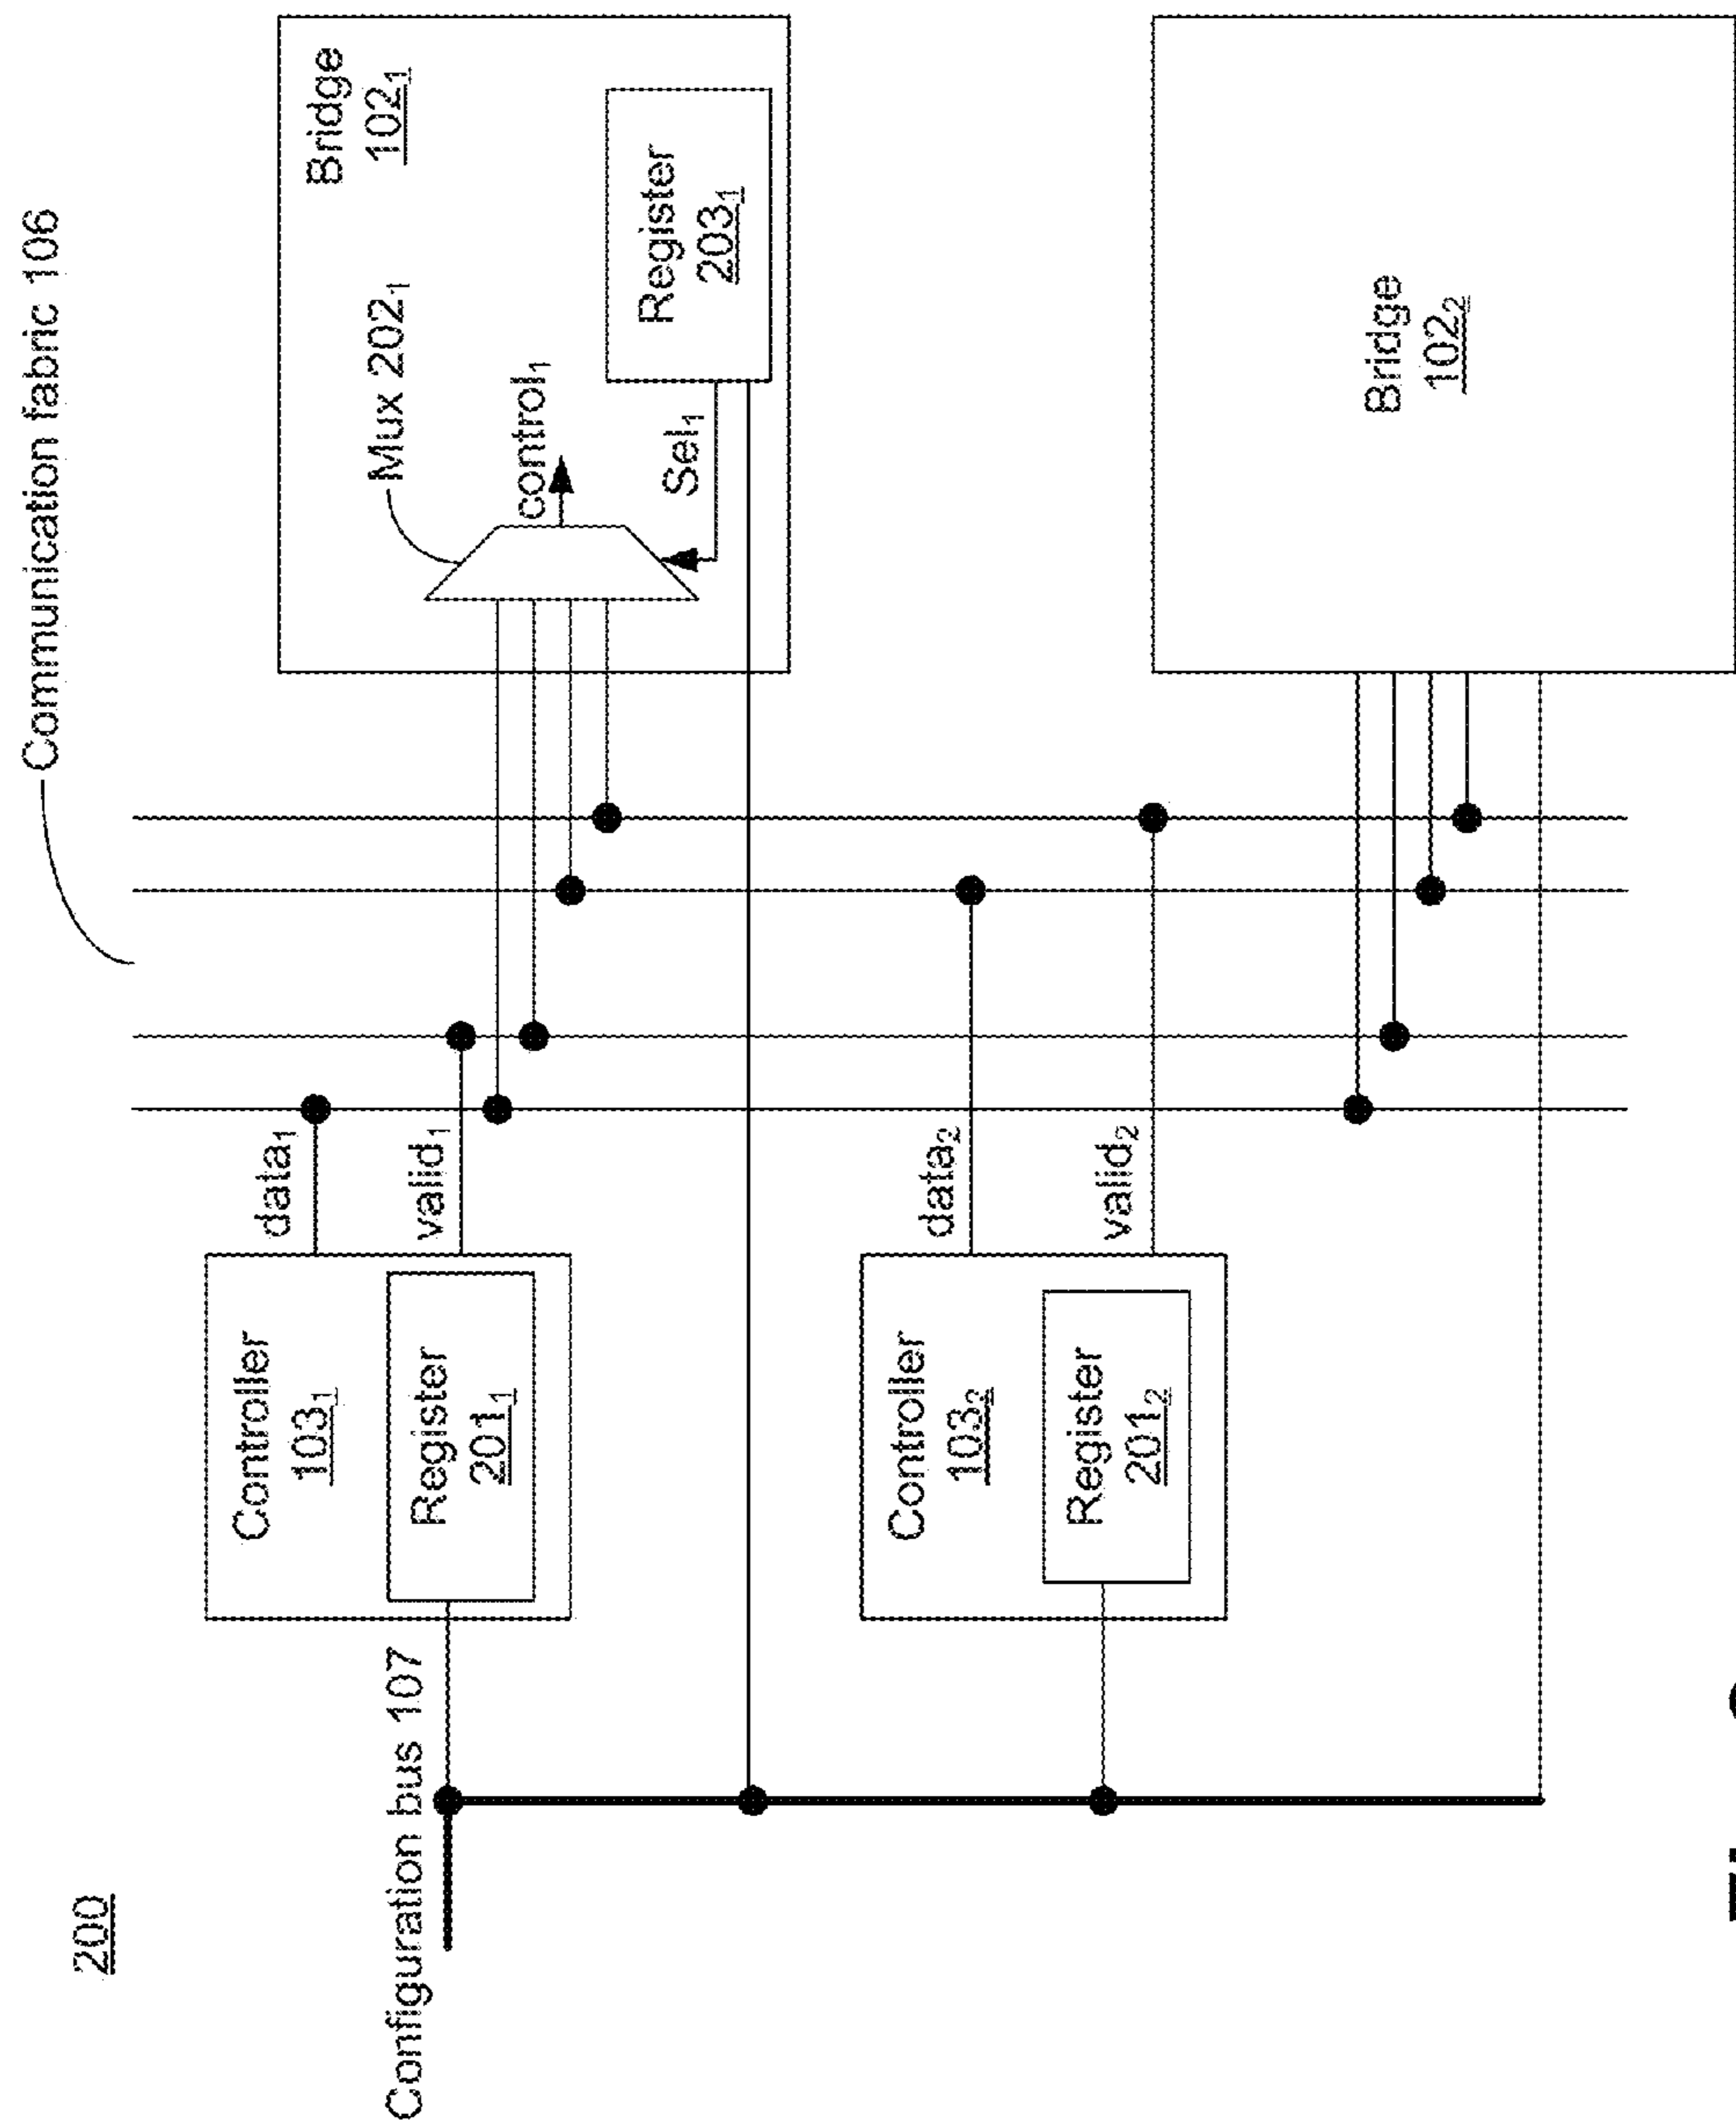 200
Communication fabric 106
Configuration bus 107
Controller
103₁
Register
201₁
data₁
valid₁
Mux 202₁
control₁
Sel₁
Bridge
102₁
Register
203₁
Controller
103₂
Register
201₂
data₂
valid₂
Bridge
102₂